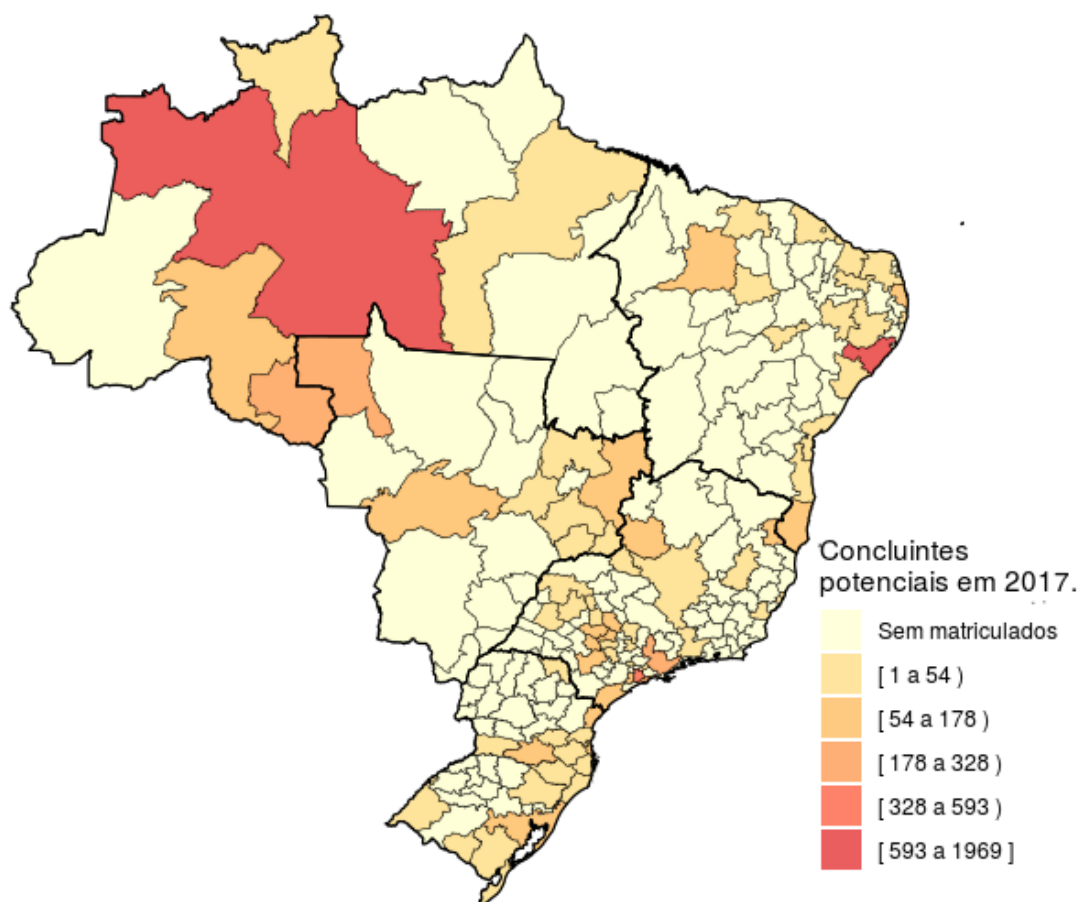 Concluintes
potenciais em 2017.
Sem matriculados
[ 1 a 54 )
[ 54 a 178 )
[ 178 a 328 )
[ 328 a 593 )
[ 593 a 1969 ]